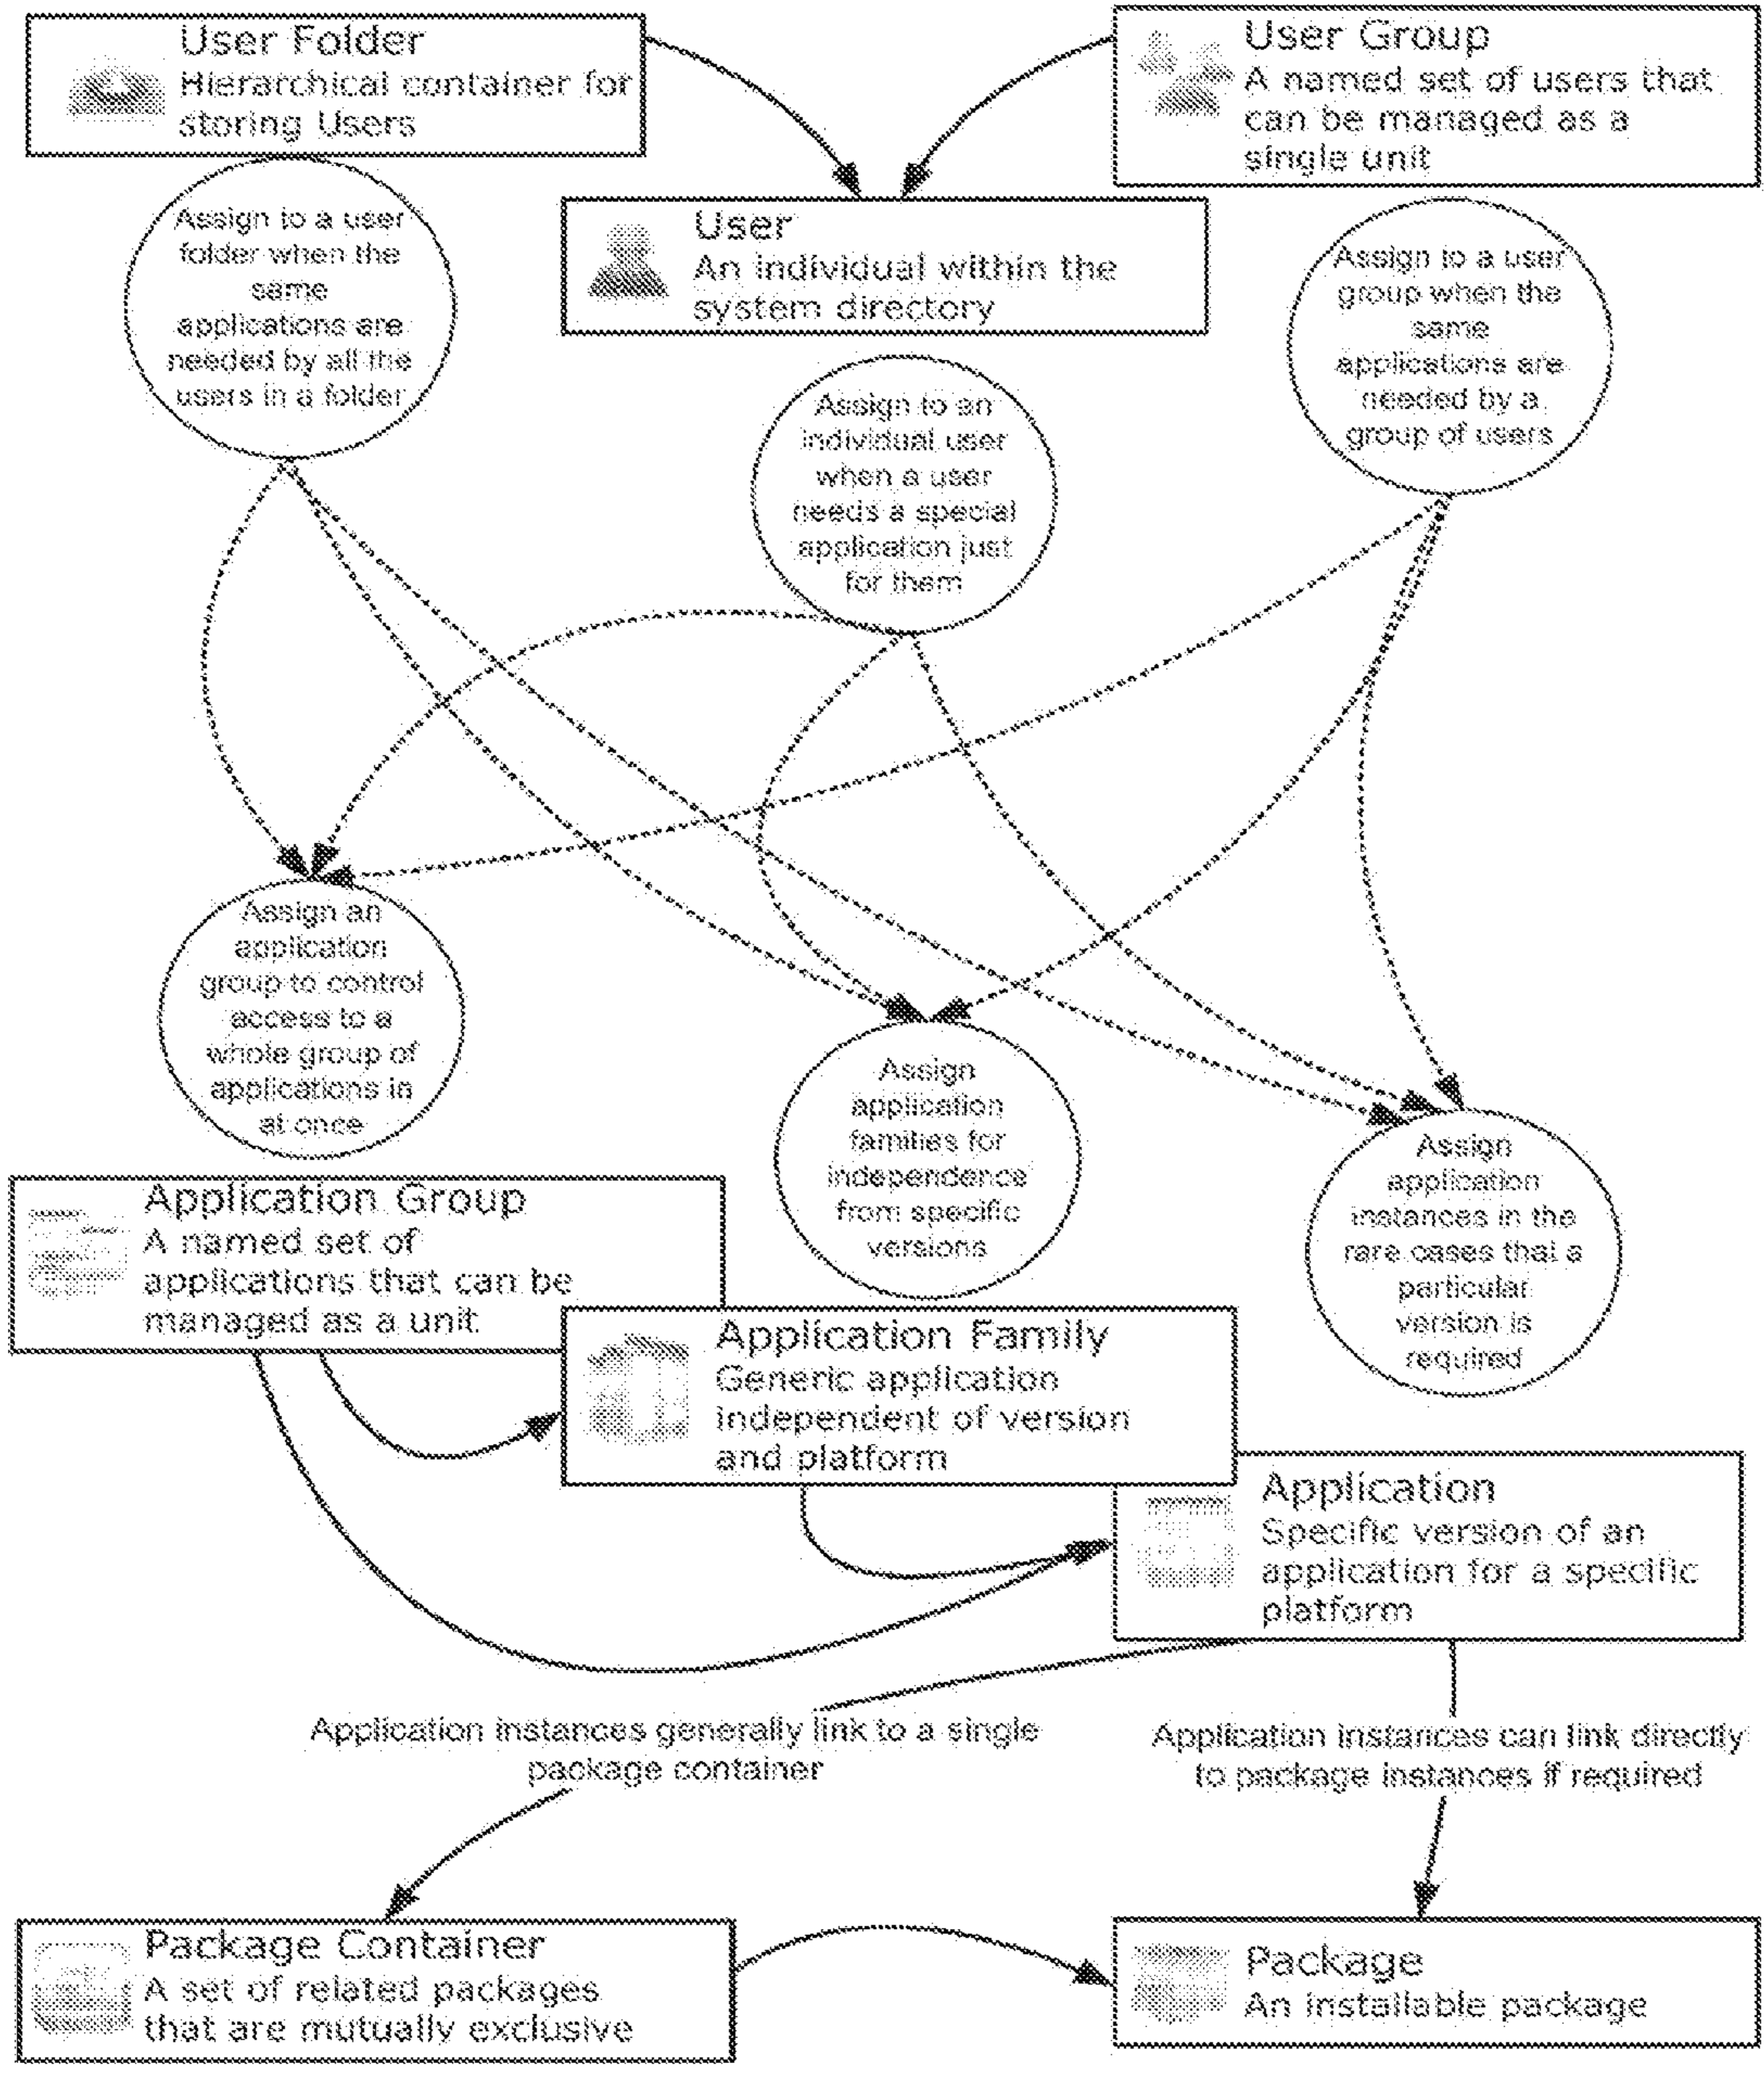 User Folder
Hierarchical container for
storing Users
User Group
A named set of users that
can be managed as a
single unit
User
An individual within the
system directory
Assign to a user
folder when the
same
applications are
needed by all the
users in a folder
Assign to an
individual user
when a user
needs a special
application just
for them
Assign to a user
group when the
same
applications are
needed by a
group of users
Assign an
application
group to control
access to a
whole group of
applications in
at once
Assign
application
families for
independence
from specific
versions
Assign
application
instances in the
rare cases that a
particular
version is
required
Application Group
A named set of
applications that can be
managed as a unit
Application Family
Generic application
independent of version
and platform
Application
Specific version of an
application for a specific
platform
Application instances generally link to a single
package container
Application instances can link directly
to package instances if required
Package Container
A set of related packages
that are mutually exclusive
Package
An installable package